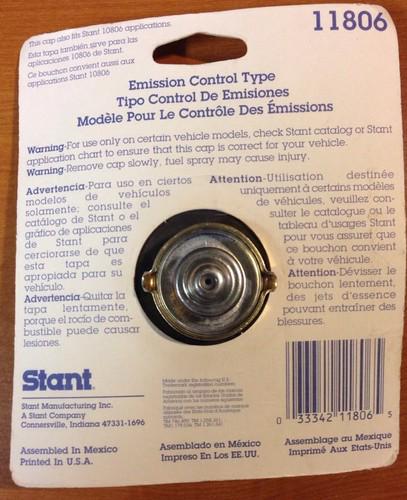 This cap also fits Stant 10806 applications.
Esta tapa también sirve para las
aplicaciones 10806 de Stant.
Ce bouchon convient aussi aux
applications Stant 10806
11806
Emission Control Type
Tipo Control De Emisiones
Modèle Pour Le Contrôle Des Émissions
Warning-For use only on certain vehicle models, check Stant catalog or Stant
application chart to ensure that this cap is correct for your vehicle.
Warning-Remove cap slowly, fuel spray may cause injury.
Advertencia-Para uso en ciertos
modelos de vehículos
solamente; consulte el
catálogo de Stant o el
gráfico de aplicaciones
de Stant para
cerciorarse de que
esta tapa es
apropiada para su
vehículo.
Advertencia-Quitar la
tapa lentamente,
porque el rocío de com-
bustible puede causar
lesiones.
Attention-Utilisation destinée
uniquement à certains modèles
de véhicules, veuillez con-
sulter le catalogue ou le
tableau d'usages Stant
pour vous assurer que
ce bouchon convient
à votre véhicule.
Attention-Dévisser le
bouchon lentement,
des jets d'essence
pouvant entraîner des
blessures.
Stant
Stant Manufacturing Inc.
A Stant Company
Connersville, Indiana 47331-1696
Made under the following U.S.
Trademark registration numbers:
0 33342 11806 5
Assembled In Mexico
Printed In U.S.A.
Asemblado en México
Impreso En Los EE.UU.
Assemblage au Mexique
Imprimé Aux Etats-Unis